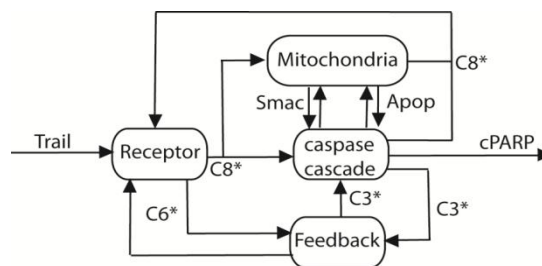 Mitochondria
C8*
Smac
Apop
Trail
Receptor
C8*
caspase
cascade
cPARP
C6*
C3*
C3*
Feedback